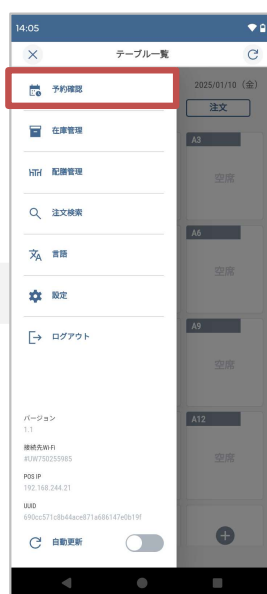 14:05
テーブル一覧
予約確認
2025/01/10（金）
注文
在庫管理
A3
空席
配膳管理
注文検索
A6
言語
空席
設定
A9
ログアウト
空席
A12
バージョン
1.1
接続先Wi-Fi
#UW750255985
空席
POS IP
192.168.244.21
UUID
690cc571c9b44ace871a686147e0b19f
自動更新